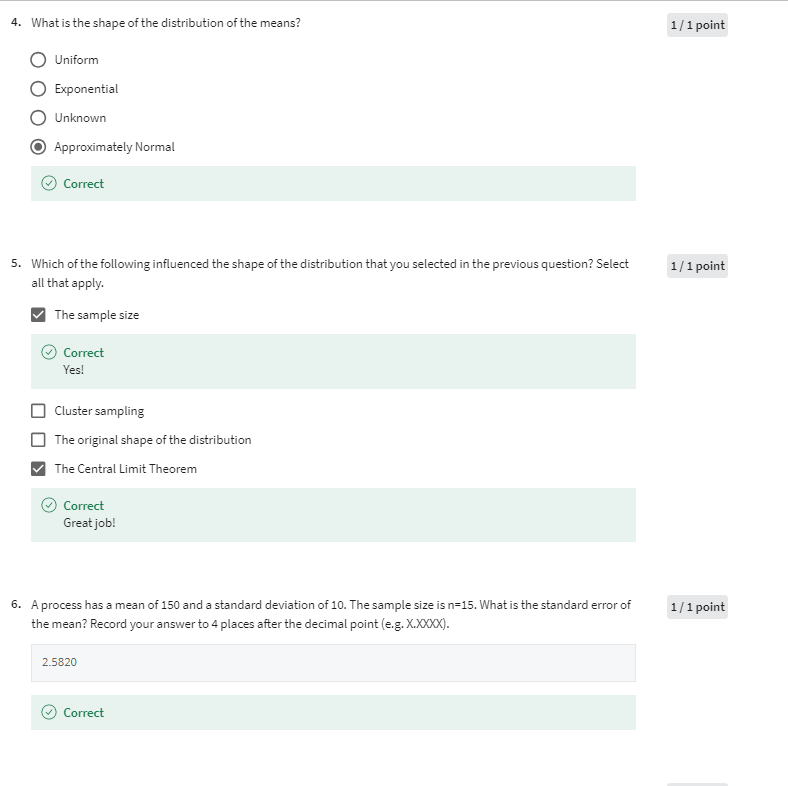 4. What is the shape of the distribution of the means?
1 / 1 point
Uniform
Exponential
Unknown
Approximately Normal
Correct
5. Which of the following influenced the shape of the distribution that you selected in the previous question? Select
all that apply.
1 / 1 point
The sample size
Correct
Yes!
Cluster sampling
The original shape of the distribution
The Central Limit Theorem
Correct
Great job!
6. A process has a mean of 150 and a standard deviation of 10. The sample size is n=15. What is the standard error of
the mean? Record your answer to 4 places after the decimal point (e.g. X.XXXX).
1 / 1 point
2.5820
Correct